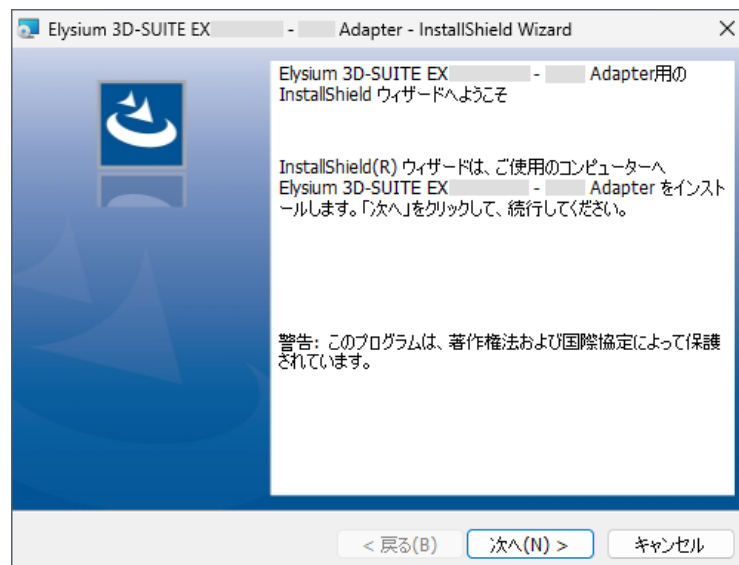 Elysium 3D-SUITE EX - Adapter - InstallShield Wizard
Elysium 3D-SUITE EX - Adapter用の
InstallShield ウィザードへようこそ
InstallShield(R) ウィザードは、ご使用のコンピューターへ
Elysium 3D-SUITE EX - Adapter をインスト
ールします。「次へ」をクリックして、続行してください。
警告: このプログラムは、著作権法および国際協定によって保護
されています。
< 戻る(B)
次へ(N) >
キャンセル